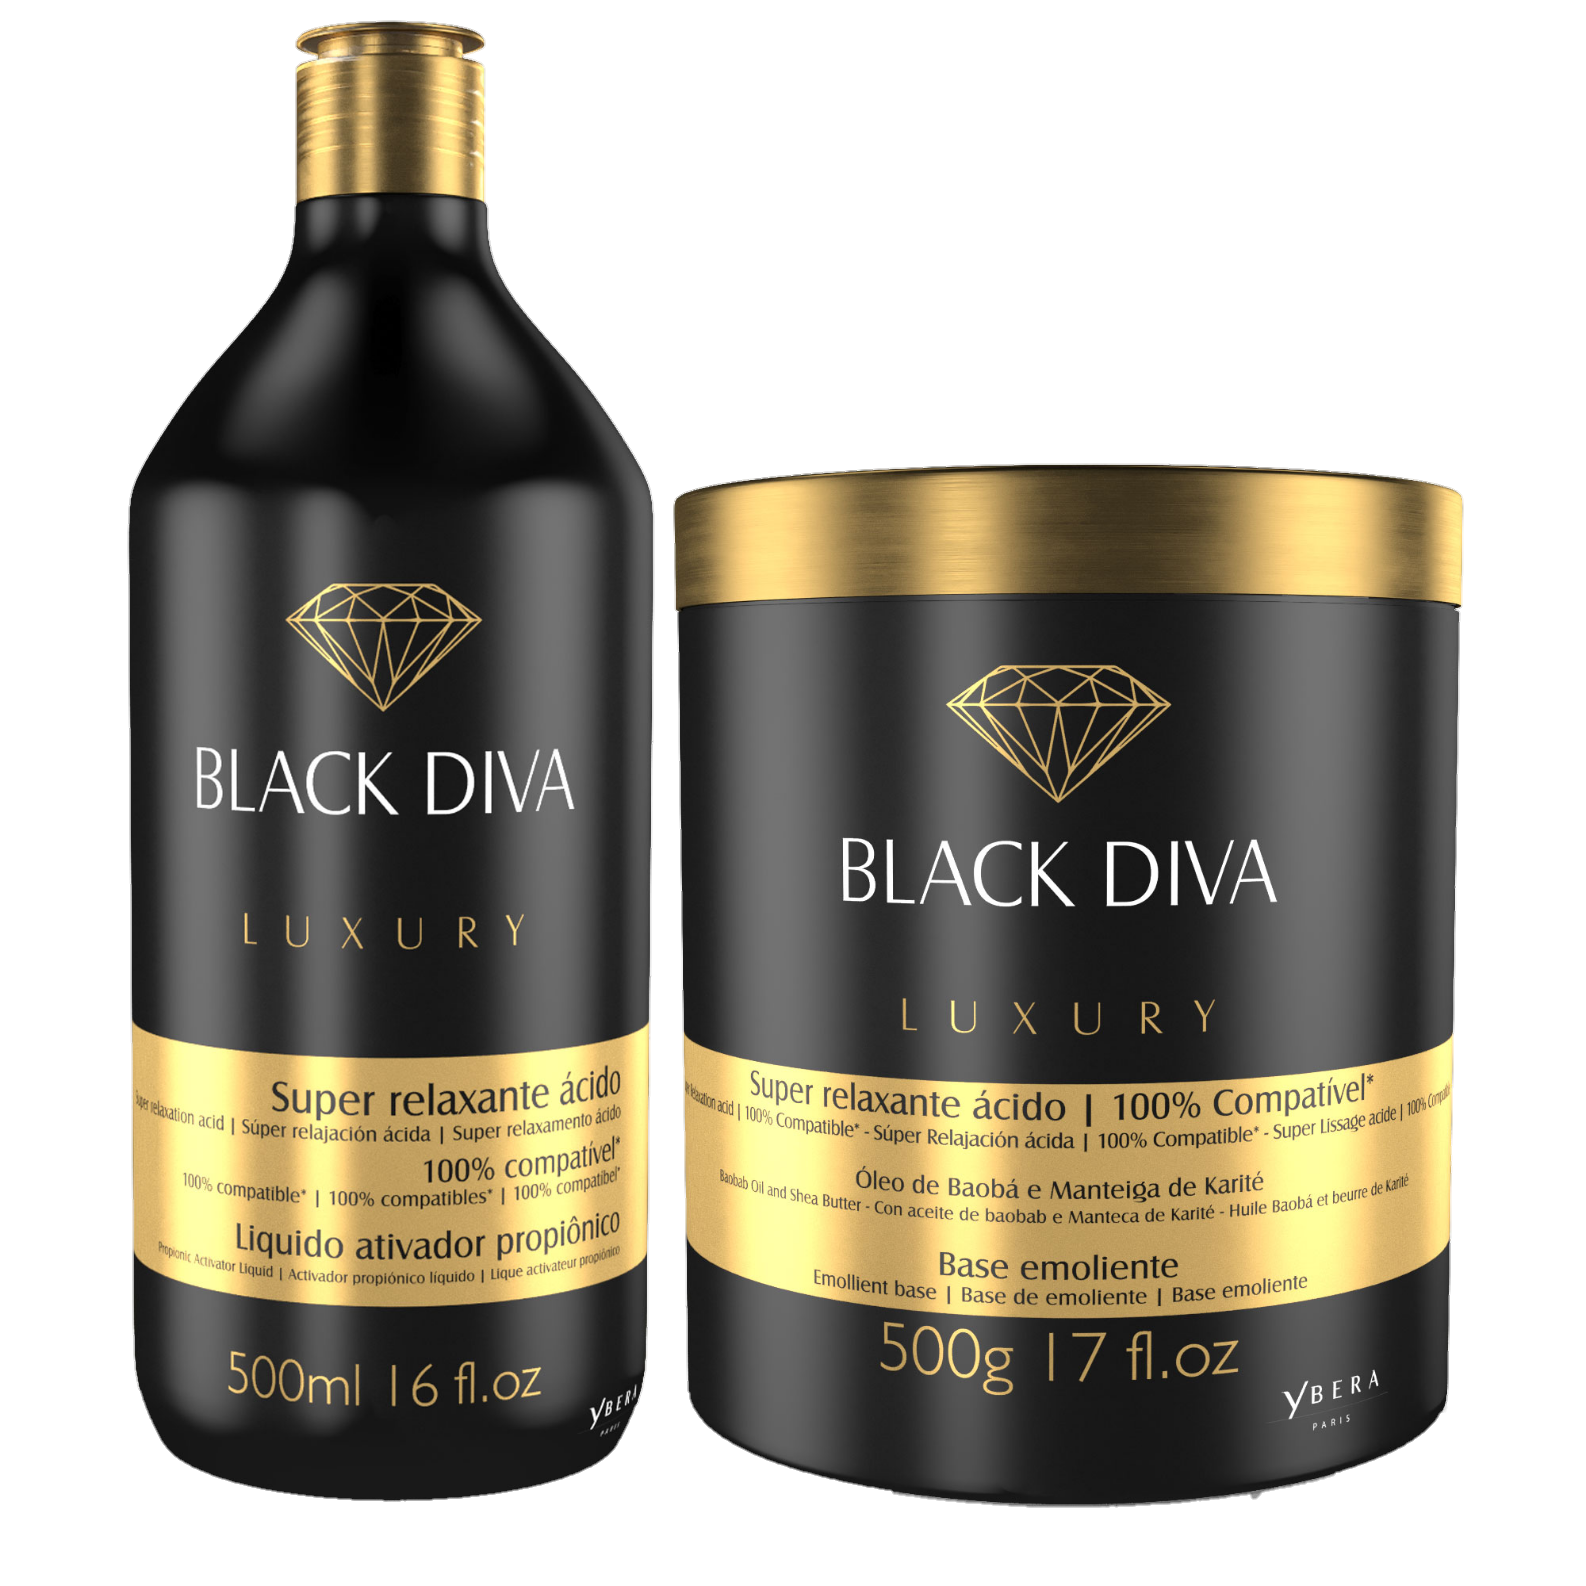 BLACK DIVA
LUXURY
Super relaxante ácido
Super relaxation acid | Súper relajación ácida | Super relaxamento ácido
100% compatível*
100% compatible* | 100% compatibles* | 100% compatibel*
Liquido ativador propiônico
Propionic Activator Liquid | Activador propiónico líquido | Lique activateur propiônico
500ml 16 fl.oz
YBERA
PARIS
BLACK DIVA
LUXURY
Super relaxante ácido | 100% Compatível*
relaxation acid | 100% Compatible* - Súper Relajación ácida | 100% Compatible* - Super Lissage acide | 100%
Óleo de Baobá e Manteiga de Karité
Baobab Oil and Shea Butter - Con aceite de baobab e Manteca de Karité - Huile Baobá et beurre de Karité
Base emoliente
Emollient base | Base de emoliente | Base emoliente
500g 17 fl.oz
YBERA
PARIS